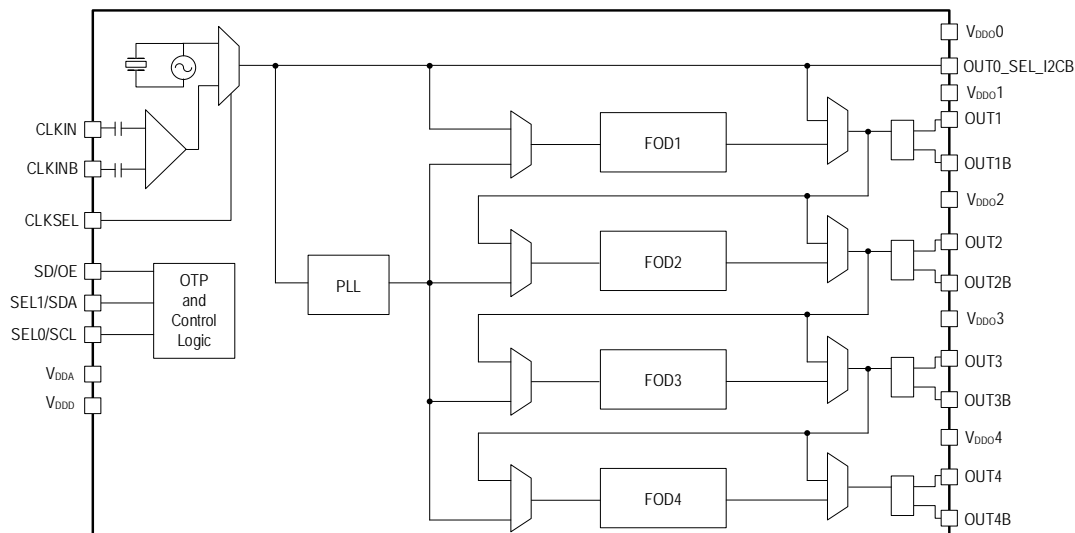 CLKIN
CLKINB
CLKSEL
SD/OE
SEL1/SDA
SEL0/SCL
VDDA
VDDD
OTP
and
Control
Logic
PLL
FOD1
FOD2
FOD3
FOD4
VDDO0
OUT0_SEL_I2CB
VDDO1
OUT1
OUT1B
VDDO2
OUT2
OUT2B
VDDO3
OUT3
OUT3B
VDDO4
OUT4
OUT4B